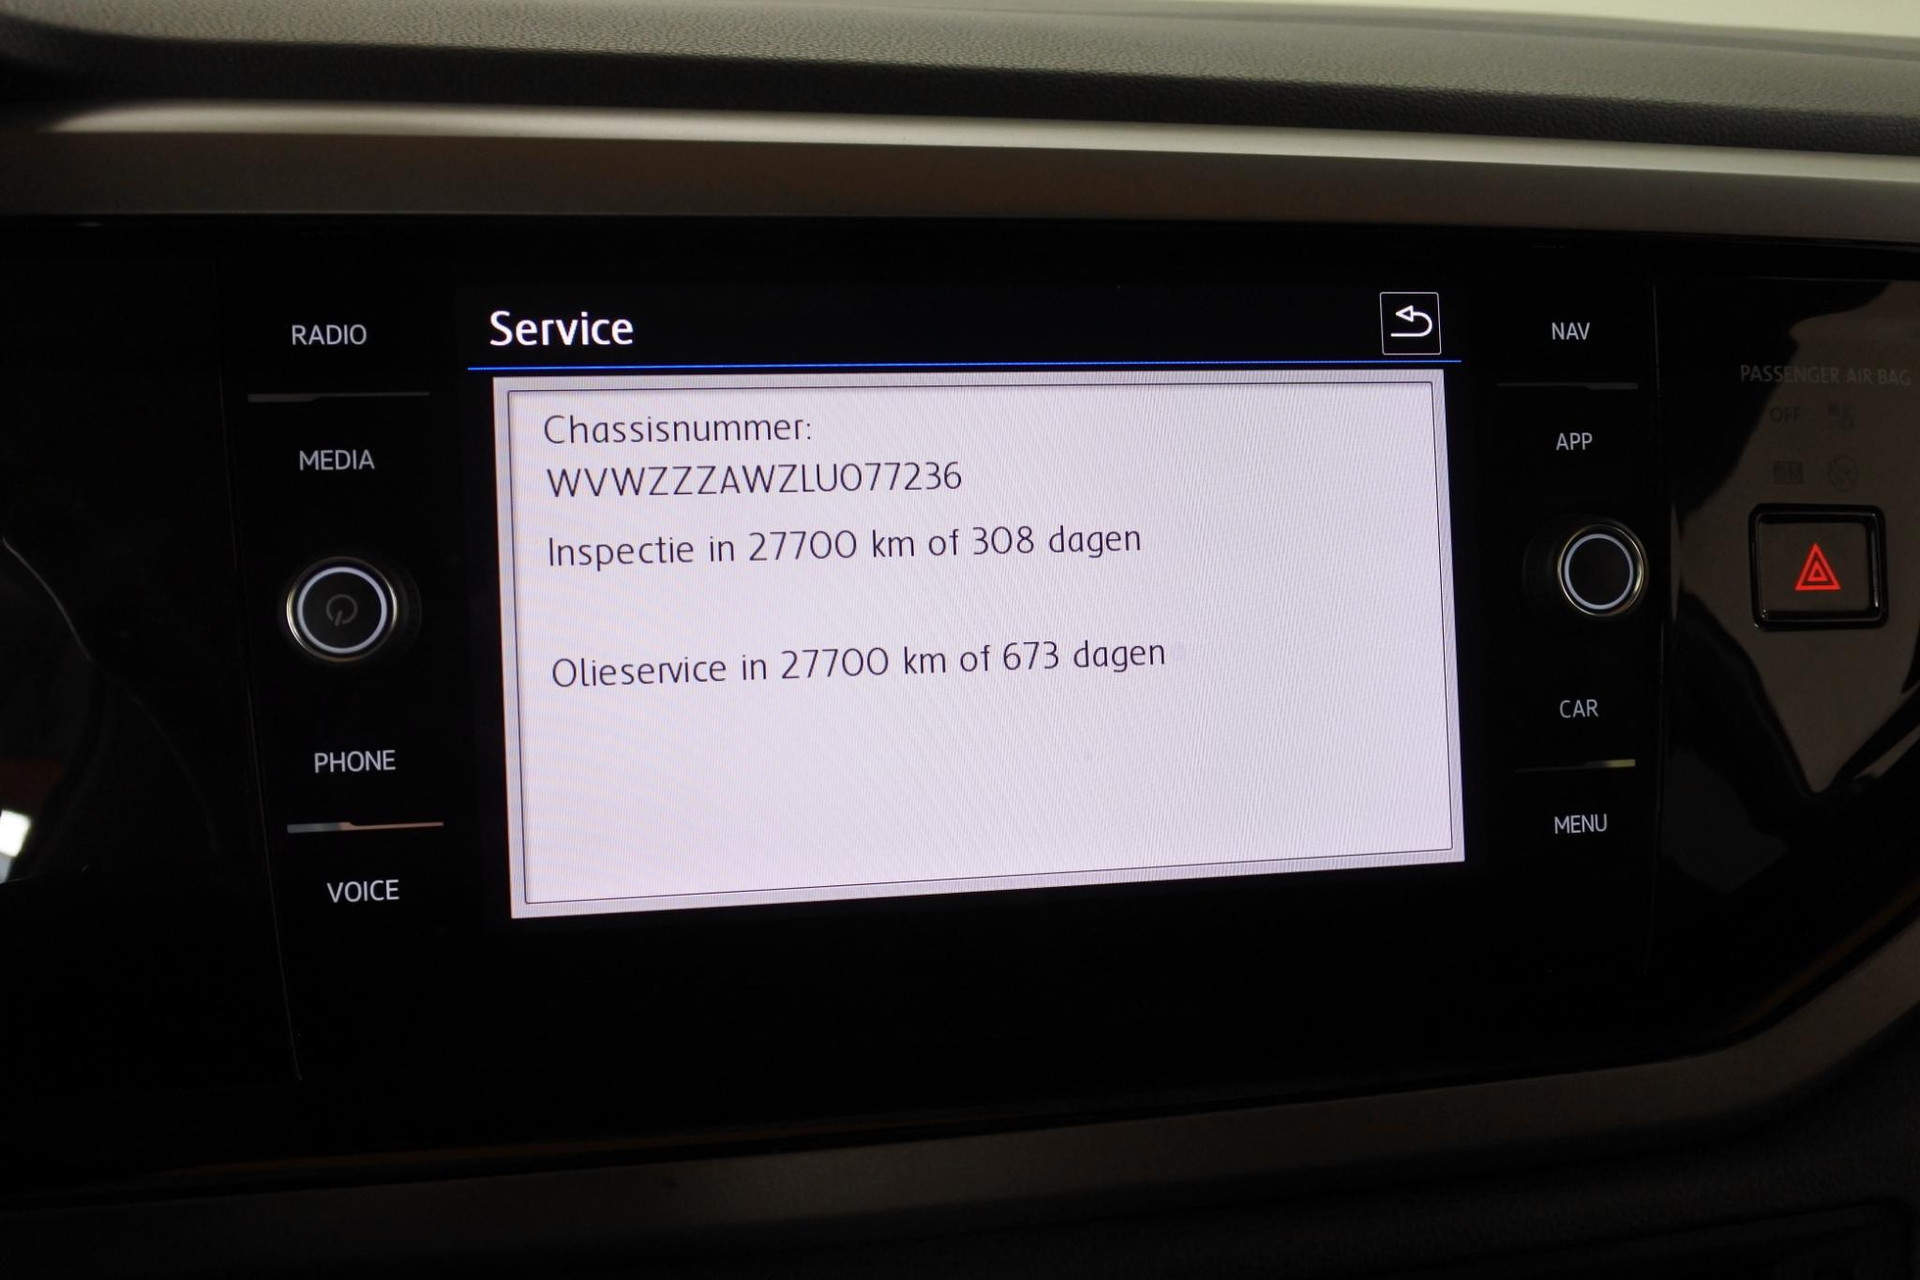 RADIO
MEDIA
PHONE
VOICE
Service
Chassisnummer:
WVWZZZAWZLU077236
Inspectie in 27700 km of 308 dagen
Olieservice in 27700 km of 673 dagen
NAV
APP
CAR
MENU
PASSENGER AIR BAG
OFF